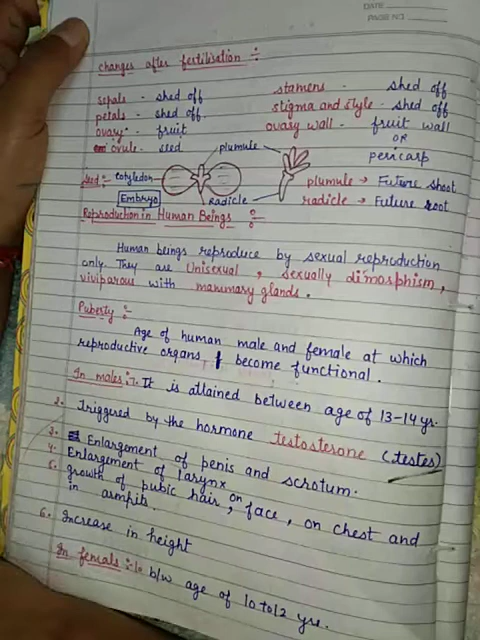 DATE
PAGE NO
Changes after fertilisation :-
sepals - shed off
stamens - shed off
petals - shed off
stigma and style - shed off
ovary - fruit
ovary wall - fruit wall
ovule - seed
OR
pericarp
plumule
Seed:- cotyledon
Embryo
Radicle
plumule → Future shoot
radicle → Future root
Reproduction in Human Beings :-
Human beings reproduce by sexual reproduction
only. They are Unisexual, sexually dimorphism,
viviparous with mammary glands.
Puberty :-
Age of human male and female at which
reproductive organs become functional.
In males :- 1. It is attained between age of 13-14 yr.
2. Triggered by the hormone testosterone (testes)
3. Enlargement of penis and scrotum.
4. Enlargement of larynx
5. growth of pubic hair, on face, on chest and
in armpits.
6. Increase in height
In femals :- 1. b/w age of 10 to 12 yrs.